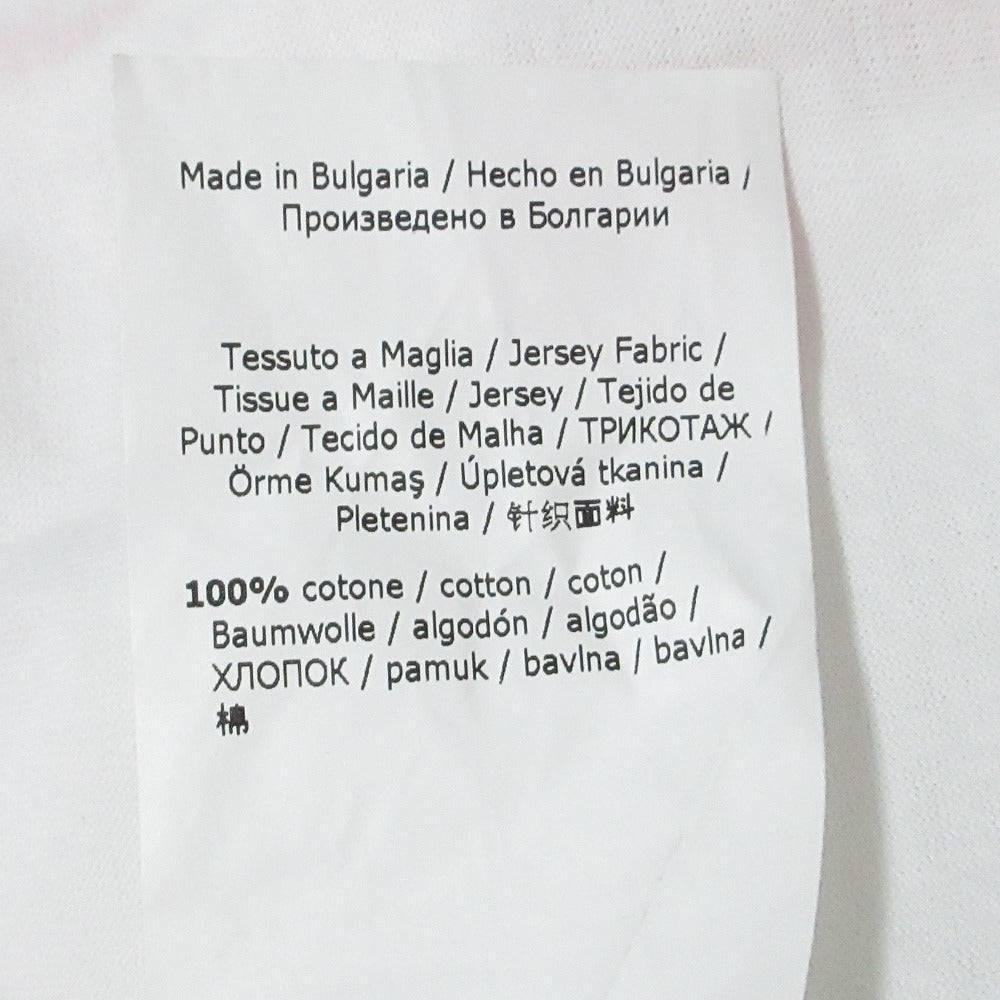 Made in Bulgaria / Hecho en Bulgaria /
Произведено в Болгарии
Tessuto a Maglia / Jersey Fabric /
Tissue a Maille / Jersey / Tejido de
Punto / Tecido de Malha / ТРИКОТАЖ /
Örme Kumaş / Úpletová tkanina /
Pletenina / 针织面料
100% cotone / cotton / coton /
Baumwolle / algodón / algodão /
ХЛОПОК / pamuk / bavlna / bavlna /
棉